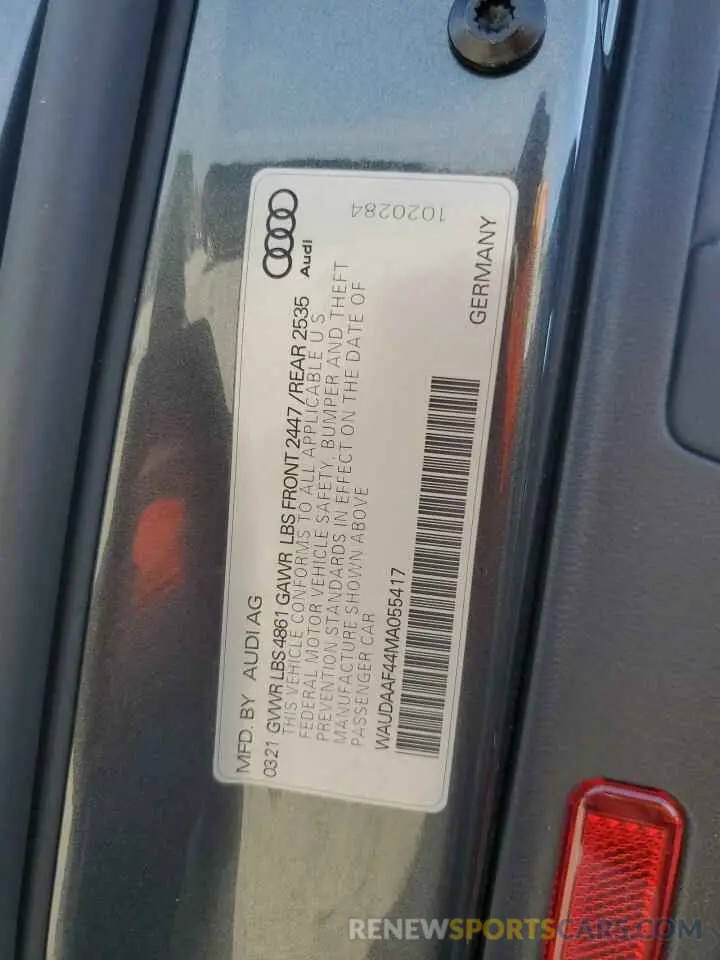 MFD. BY AUDI AG
0321 GVWR LBS 4861 GAWR LBS FRONT 2447/REAR 2535
THIS VEHICLE CONFORMS TO ALL APPLICABLE U S
FEDERAL MOTOR VEHICLE SAFETY, BUMPER AND THEFT
PREVENTION STANDARDS IN EFFECT ON THE DATE OF
MANUFACTURE SHOWN ABOVE
PASSENGER CAR
WAUDAAF44MA055417
Audi
1020284
GERMANY
RENEWSPORTSCARS.COM